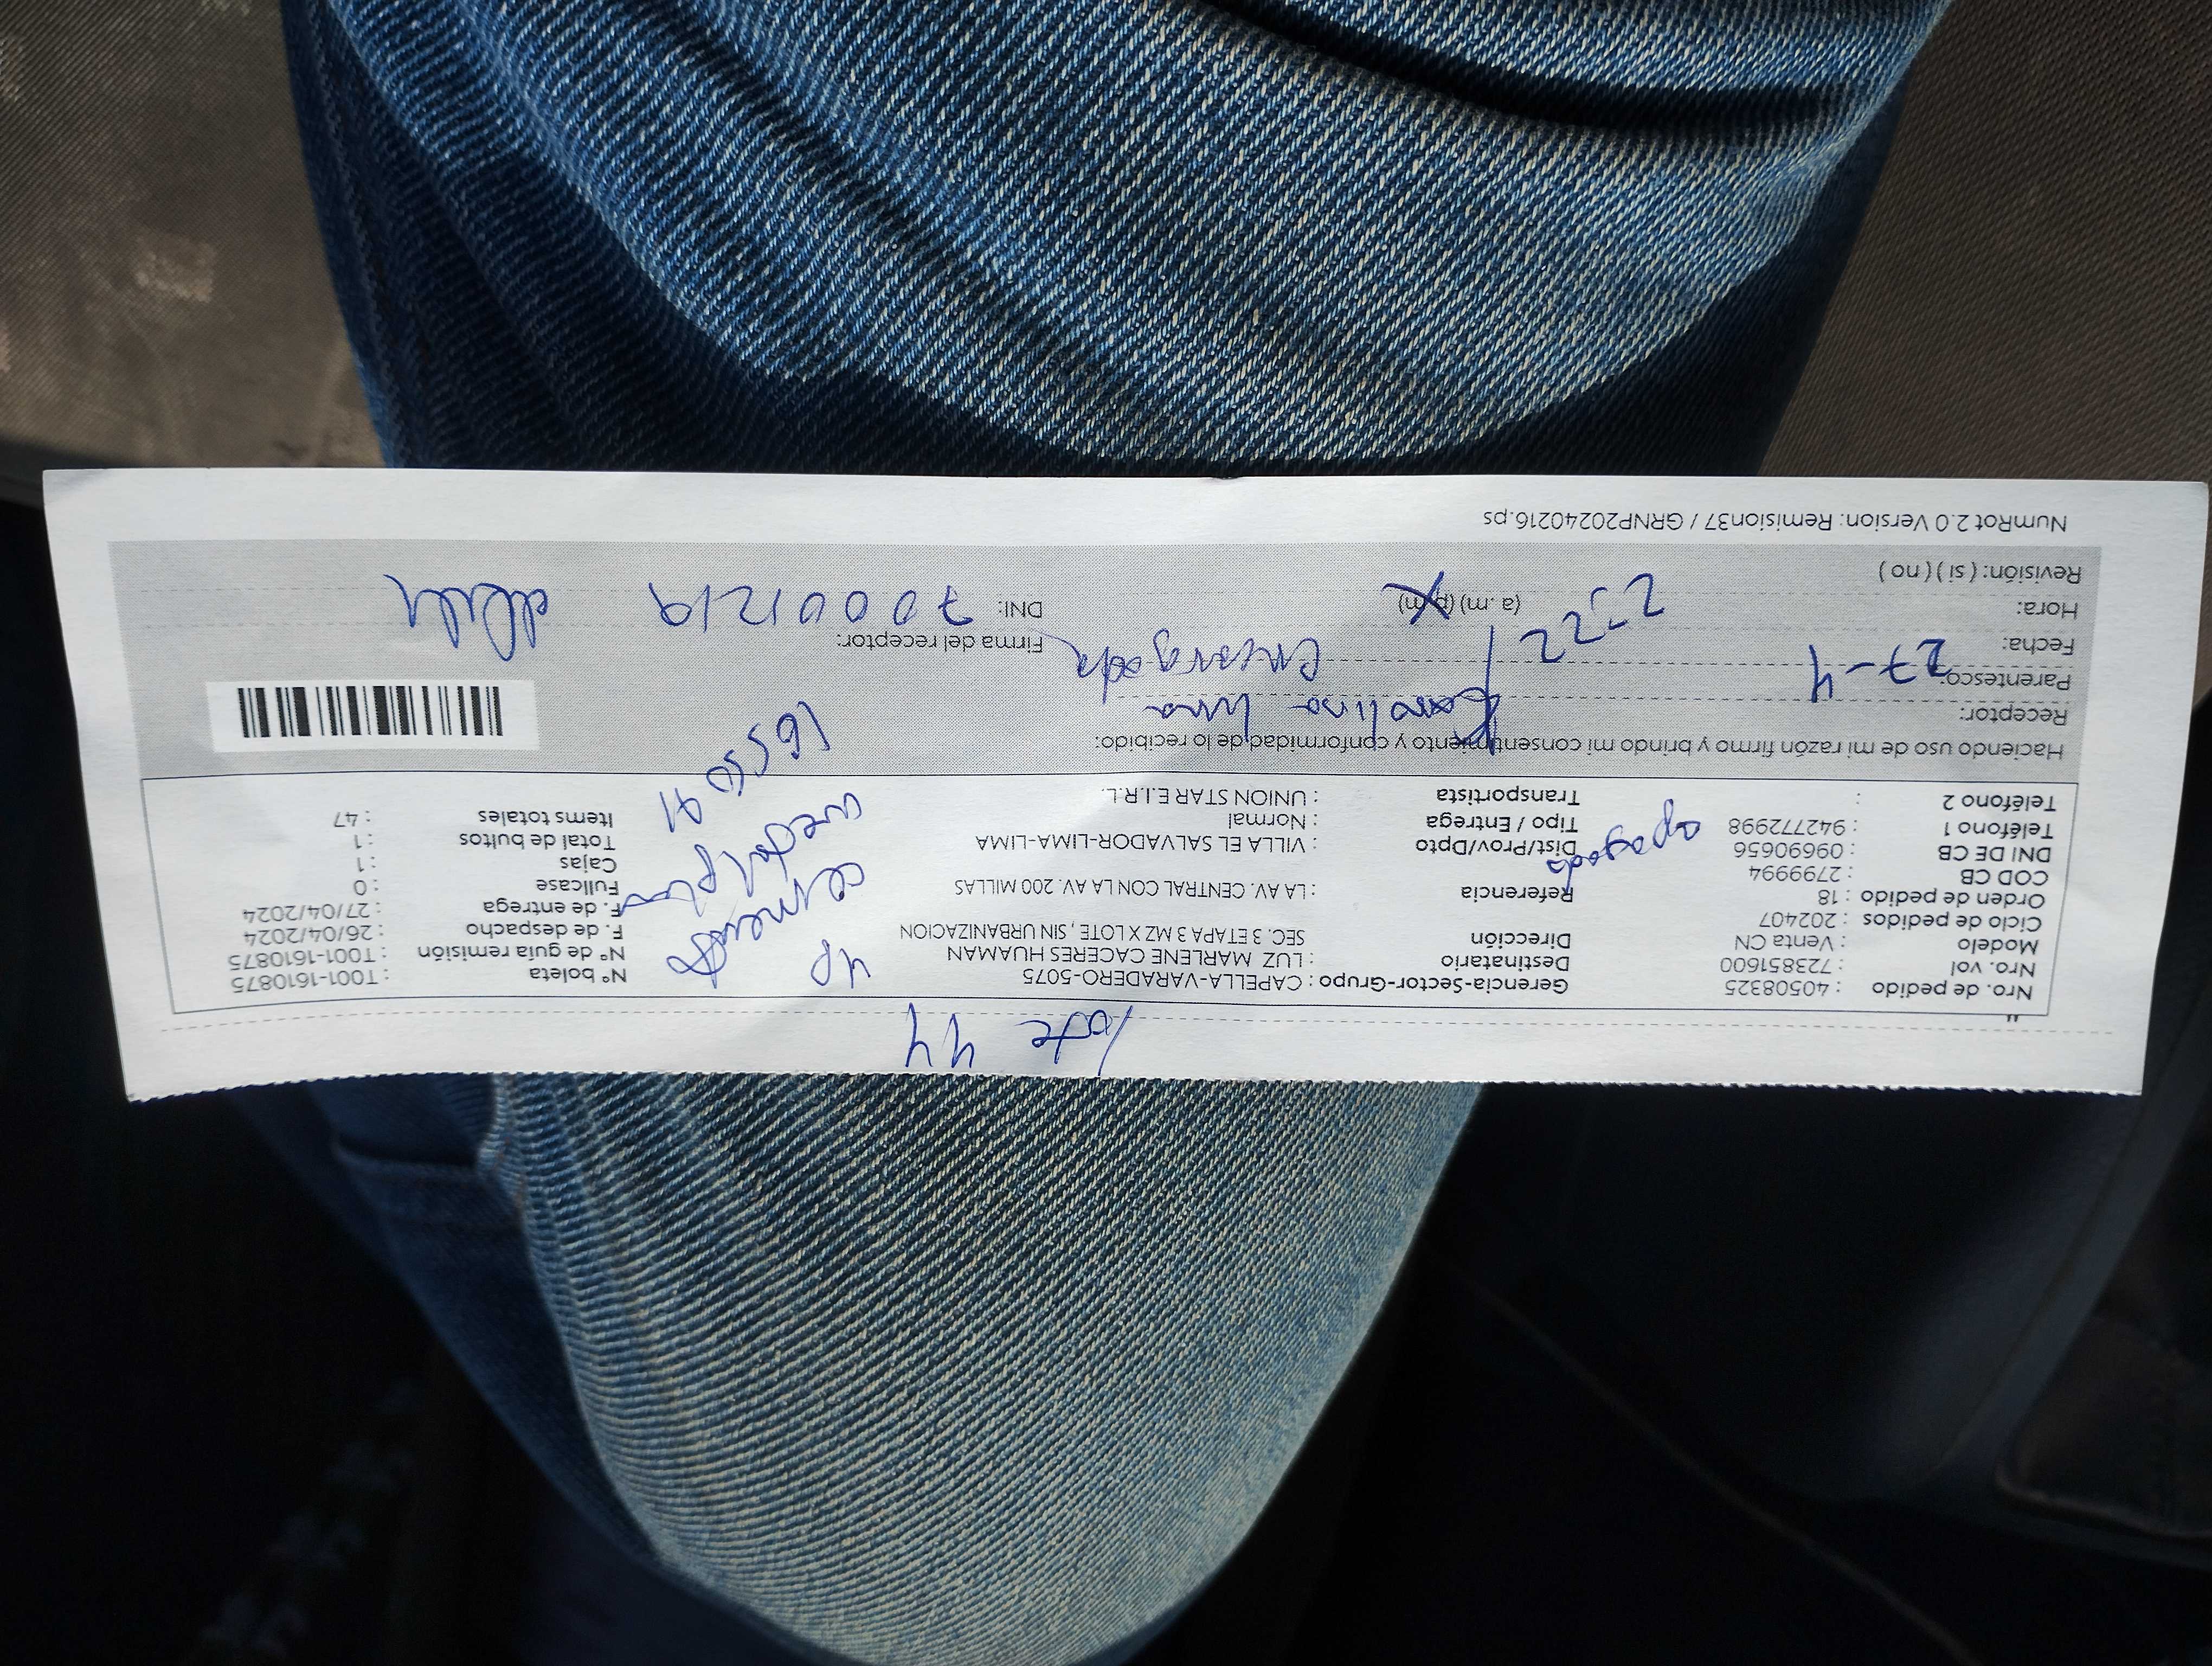 lote 44
Nro. de pedido : 40508325
Nro. vol : 723851600
Modelo : Venta CN
Ciclo de pedidos : 202407
Orden de pedido : 18
COD CB : 2799994
DNI DE CB : 09690656
Teléfono 1 : 942772998
Teléfono 2 :
apagado
Gerencia-Sector-Grupo : CAPELLA-VARADERO-5075
Destinatario : LUZ MARLENE CACERES HUAMAN
Dirección SEC. 3 ETAPA 3 MZ X LOTE , SIN URBANIZACION
Referencia : LA AV. CENTRAL CON LA AV. 200 MILLAS
Dist/Prov/Dpto : VILLA EL SALVADOR-LIMA-LIMA
Tipo / Entrega : Normal
Transportista : UNION STAR E.I.R.L.
4P
cemento
1655041
N° boleta : T001-1610875
N° de guía remisión : T001-1610875
F. de despacho : 26/04/2024
F. de entrega : 27/04/2024
Fullcase : 0
Cajas : 1
Total de bultos : 1
Items totales : 47
Haciendo uso de mi razón firmo y brindo mi consentimiento y conformidad de lo recibido:
Receptor: Karolina Luna
Parentesco: encargada
Fecha: 27-4
Hora: 2:22 (a. m) (p.m)
Revisión: ( si ) ( no )
Firma del receptor:
DNI: 70001219
NumRot 2.0 Version: Remision37 / GRNP20240216.ps